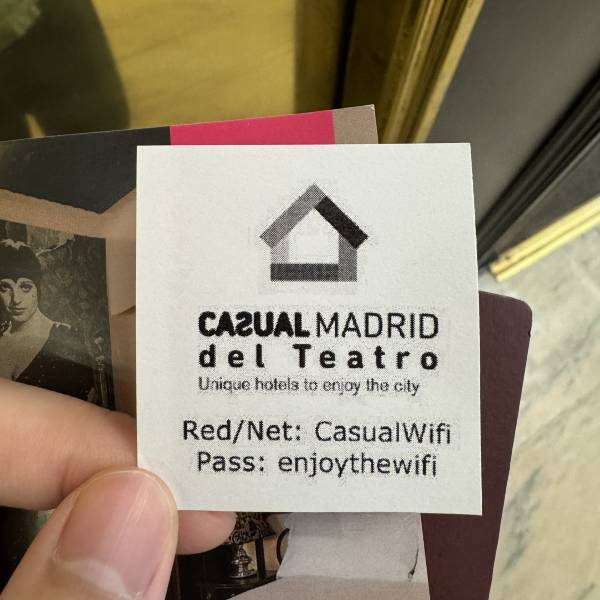 CASUAL MADRID
del Teatro
Unique hotels to enjoy the city
Red/Net: CasualWifi
Pass: enjoythewifi